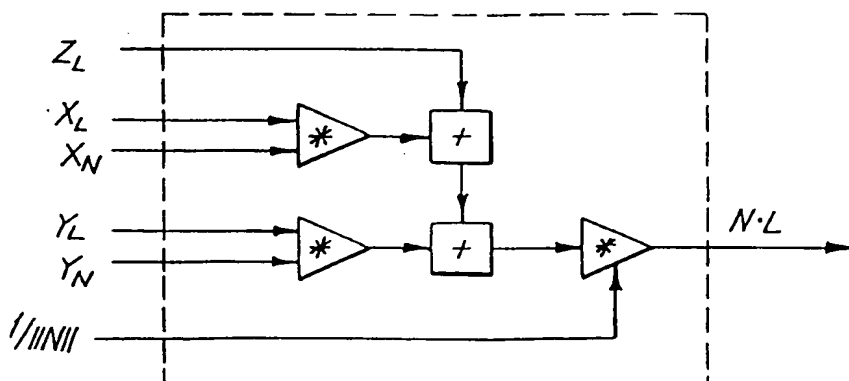 Z_L
X_L
X_N
*
+
Y_L
Y_N
*
+
*
N·L
1/||N||